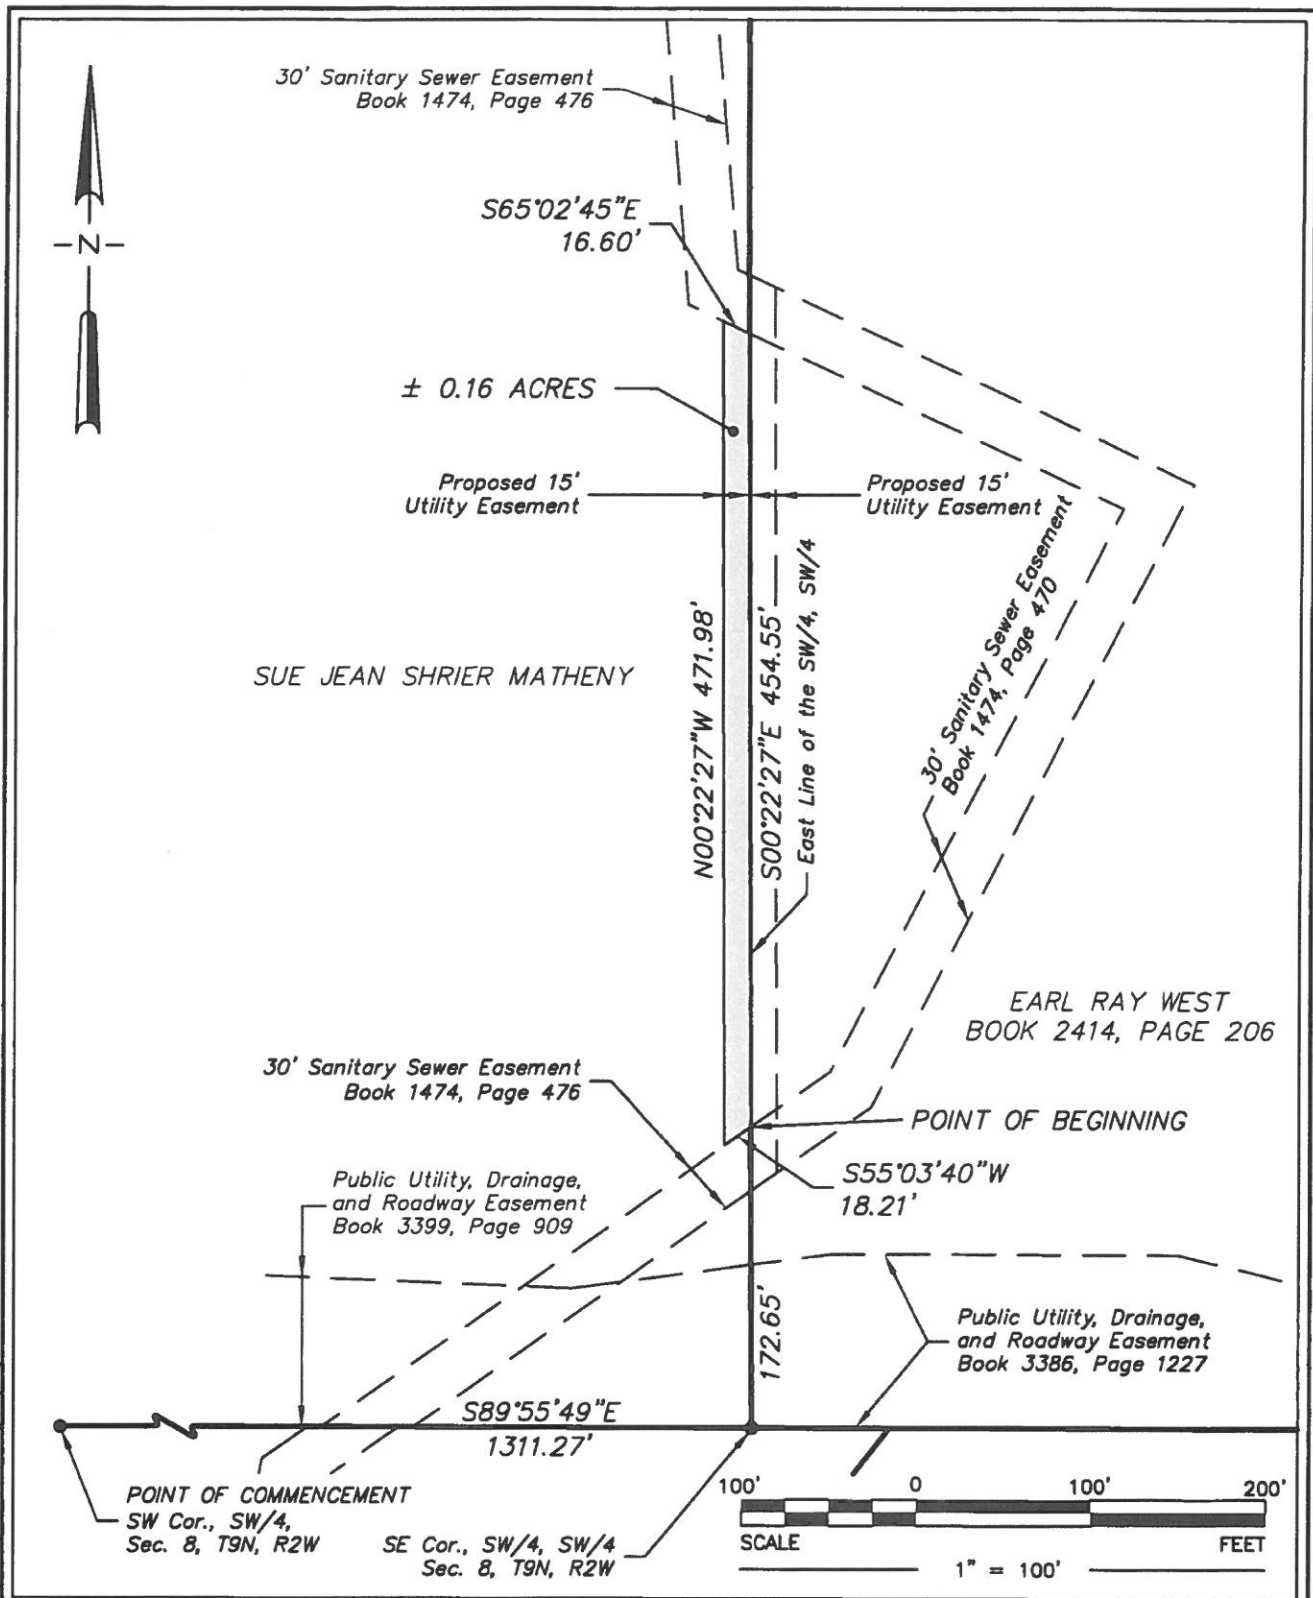 30' Sanitary Sewer Easement
Book 1474, Page 476
-N-
S65°02'45"E
16.60'
± 0.16 ACRES
Proposed 15'
Utility Easement
Proposed 15'
Utility Easement
N00°22'27"W 471.98'
S00°22'27"E 454.55'
East Line of the SW/4, SW/4
30' Sanitary Sewer Easement
Book 1474, Page 470
SUE JEAN SHRIER MATHENY
EARL RAY WEST
BOOK 2414, PAGE 206
30' Sanitary Sewer Easement
Book 1474, Page 476
POINT OF BEGINNING
S55°03'40"W
18.21'
Public Utility, Drainage,
and Roadway Easement
Book 3399, Page 909
172.65'
Public Utility, Drainage,
and Roadway Easement
Book 3386, Page 1227
S89°55'49"E
1311.27'
POINT OF COMMENCEMENT
SW Cor., SW/4,
Sec. 8, T9N, R2W
SE Cor., SW/4, SW/4
Sec. 8, T9N, R2W
100' 0 100' 200'
SCALE FEET
1" = 100'